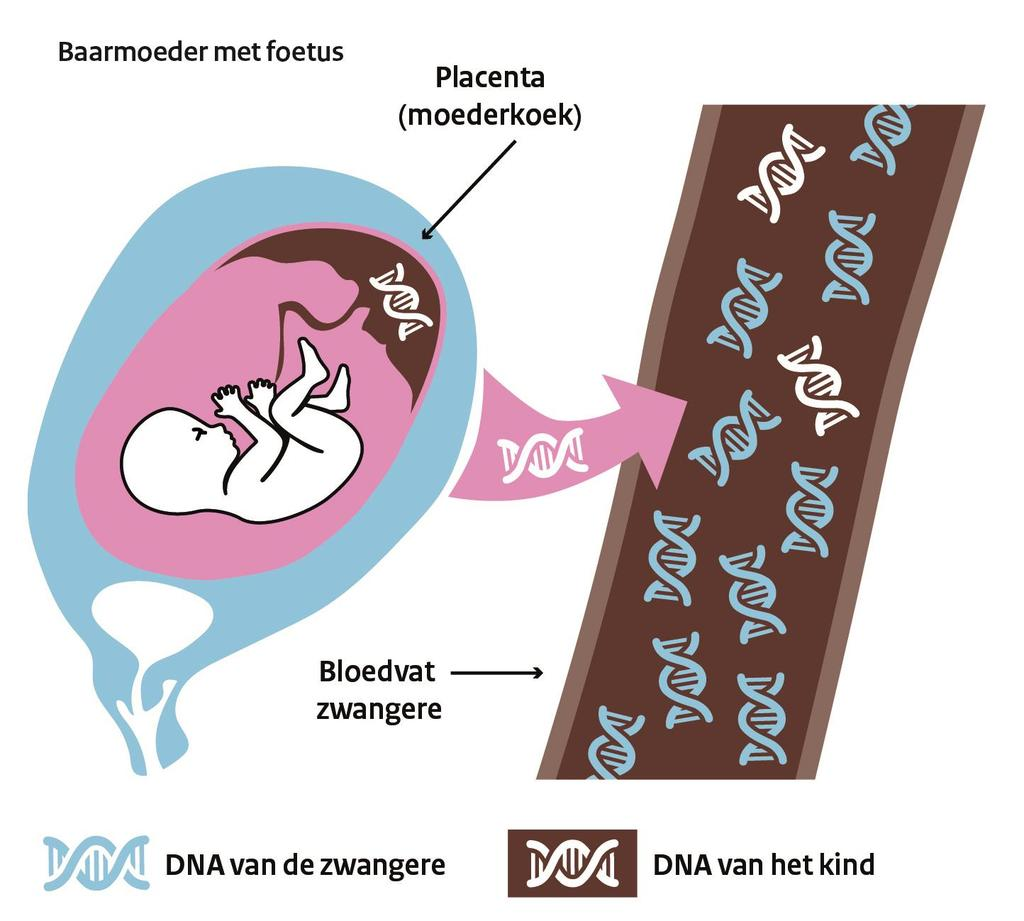 Baarmoeder met foetus
Placenta
(moederkoek)
Bloedvat
zwangere
DNA van de zwangere
DNA van het kind